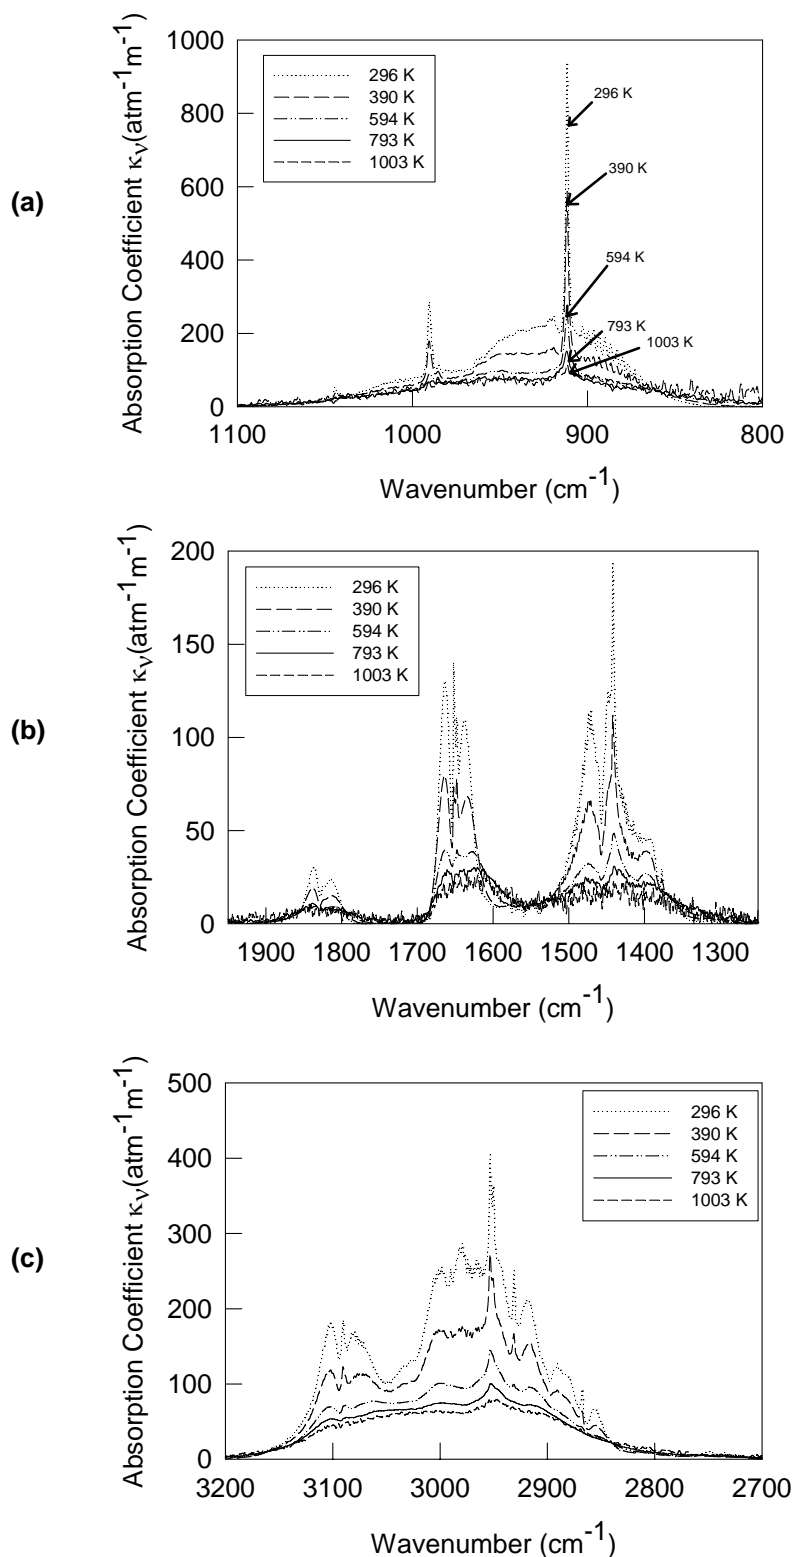 (a)
Absorption Coefficient κν(atm-1m-1)
1000
800
600
400
200
0
296 K
390 K
594 K
793 K
1003 K
296 K
390 K
594 K
793 K
1003 K
1100 1000 900 800
Wavenumber (cm-1)
(b)
Absorption Coefficient κν(atm-1m-1)
200
150
100
50
0
296 K
390 K
594 K
793 K
1003 K
1900 1800 1700 1600 1500 1400 1300
Wavenumber (cm-1)
(c)
Absorption Coefficient κν(atm-1m-1)
500
400
300
200
100
0
296 K
390 K
594 K
793 K
1003 K
3200 3100 3000 2900 2800 2700
Wavenumber (cm-1)